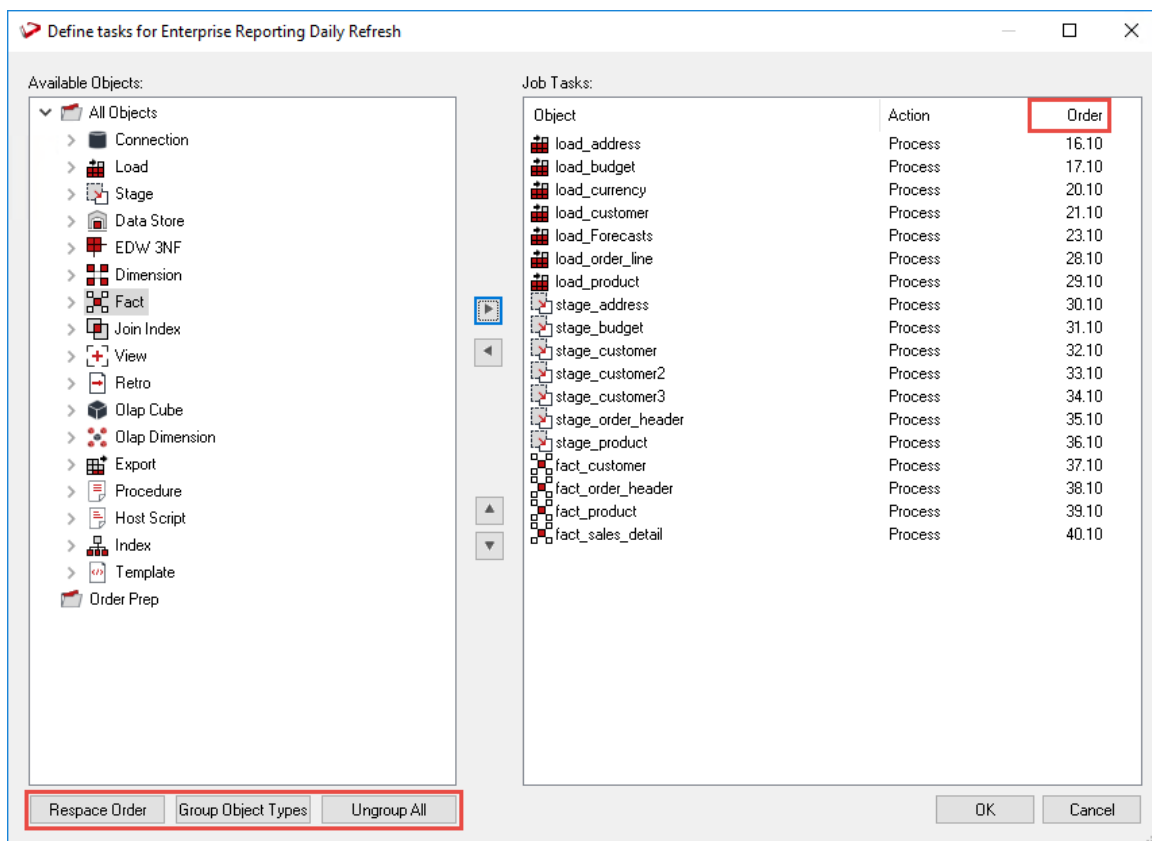 Define tasks for Enterprise Reporting Daily Refresh
Available Objects:
All Objects
Connection
Load
Stage
Data Store
EDW 3NF
Dimension
Fact
Join Index
View
Retro
Olap Cube
Olap Dimension
Export
Procedure
Host Script
Index
Template
Order Prep
Respace Order Group Object Types Ungroup All
Job Tasks:
Object Action Order
load_address Process 16.10
load_budget Process 17.10
load_currency Process 20.10
load_customer Process 21.10
load_Forecasts Process 23.10
load_order_line Process 28.10
load_product Process 29.10
stage_address Process 30.10
stage_budget Process 31.10
stage_customer Process 32.10
stage_customer2 Process 33.10
stage_customer3 Process 34.10
stage_order_header Process 35.10
stage_product Process 36.10
fact_customer Process 37.10
fact_order_header Process 38.10
fact_product Process 39.10
fact_sales_detail Process 40.10
OK Cancel